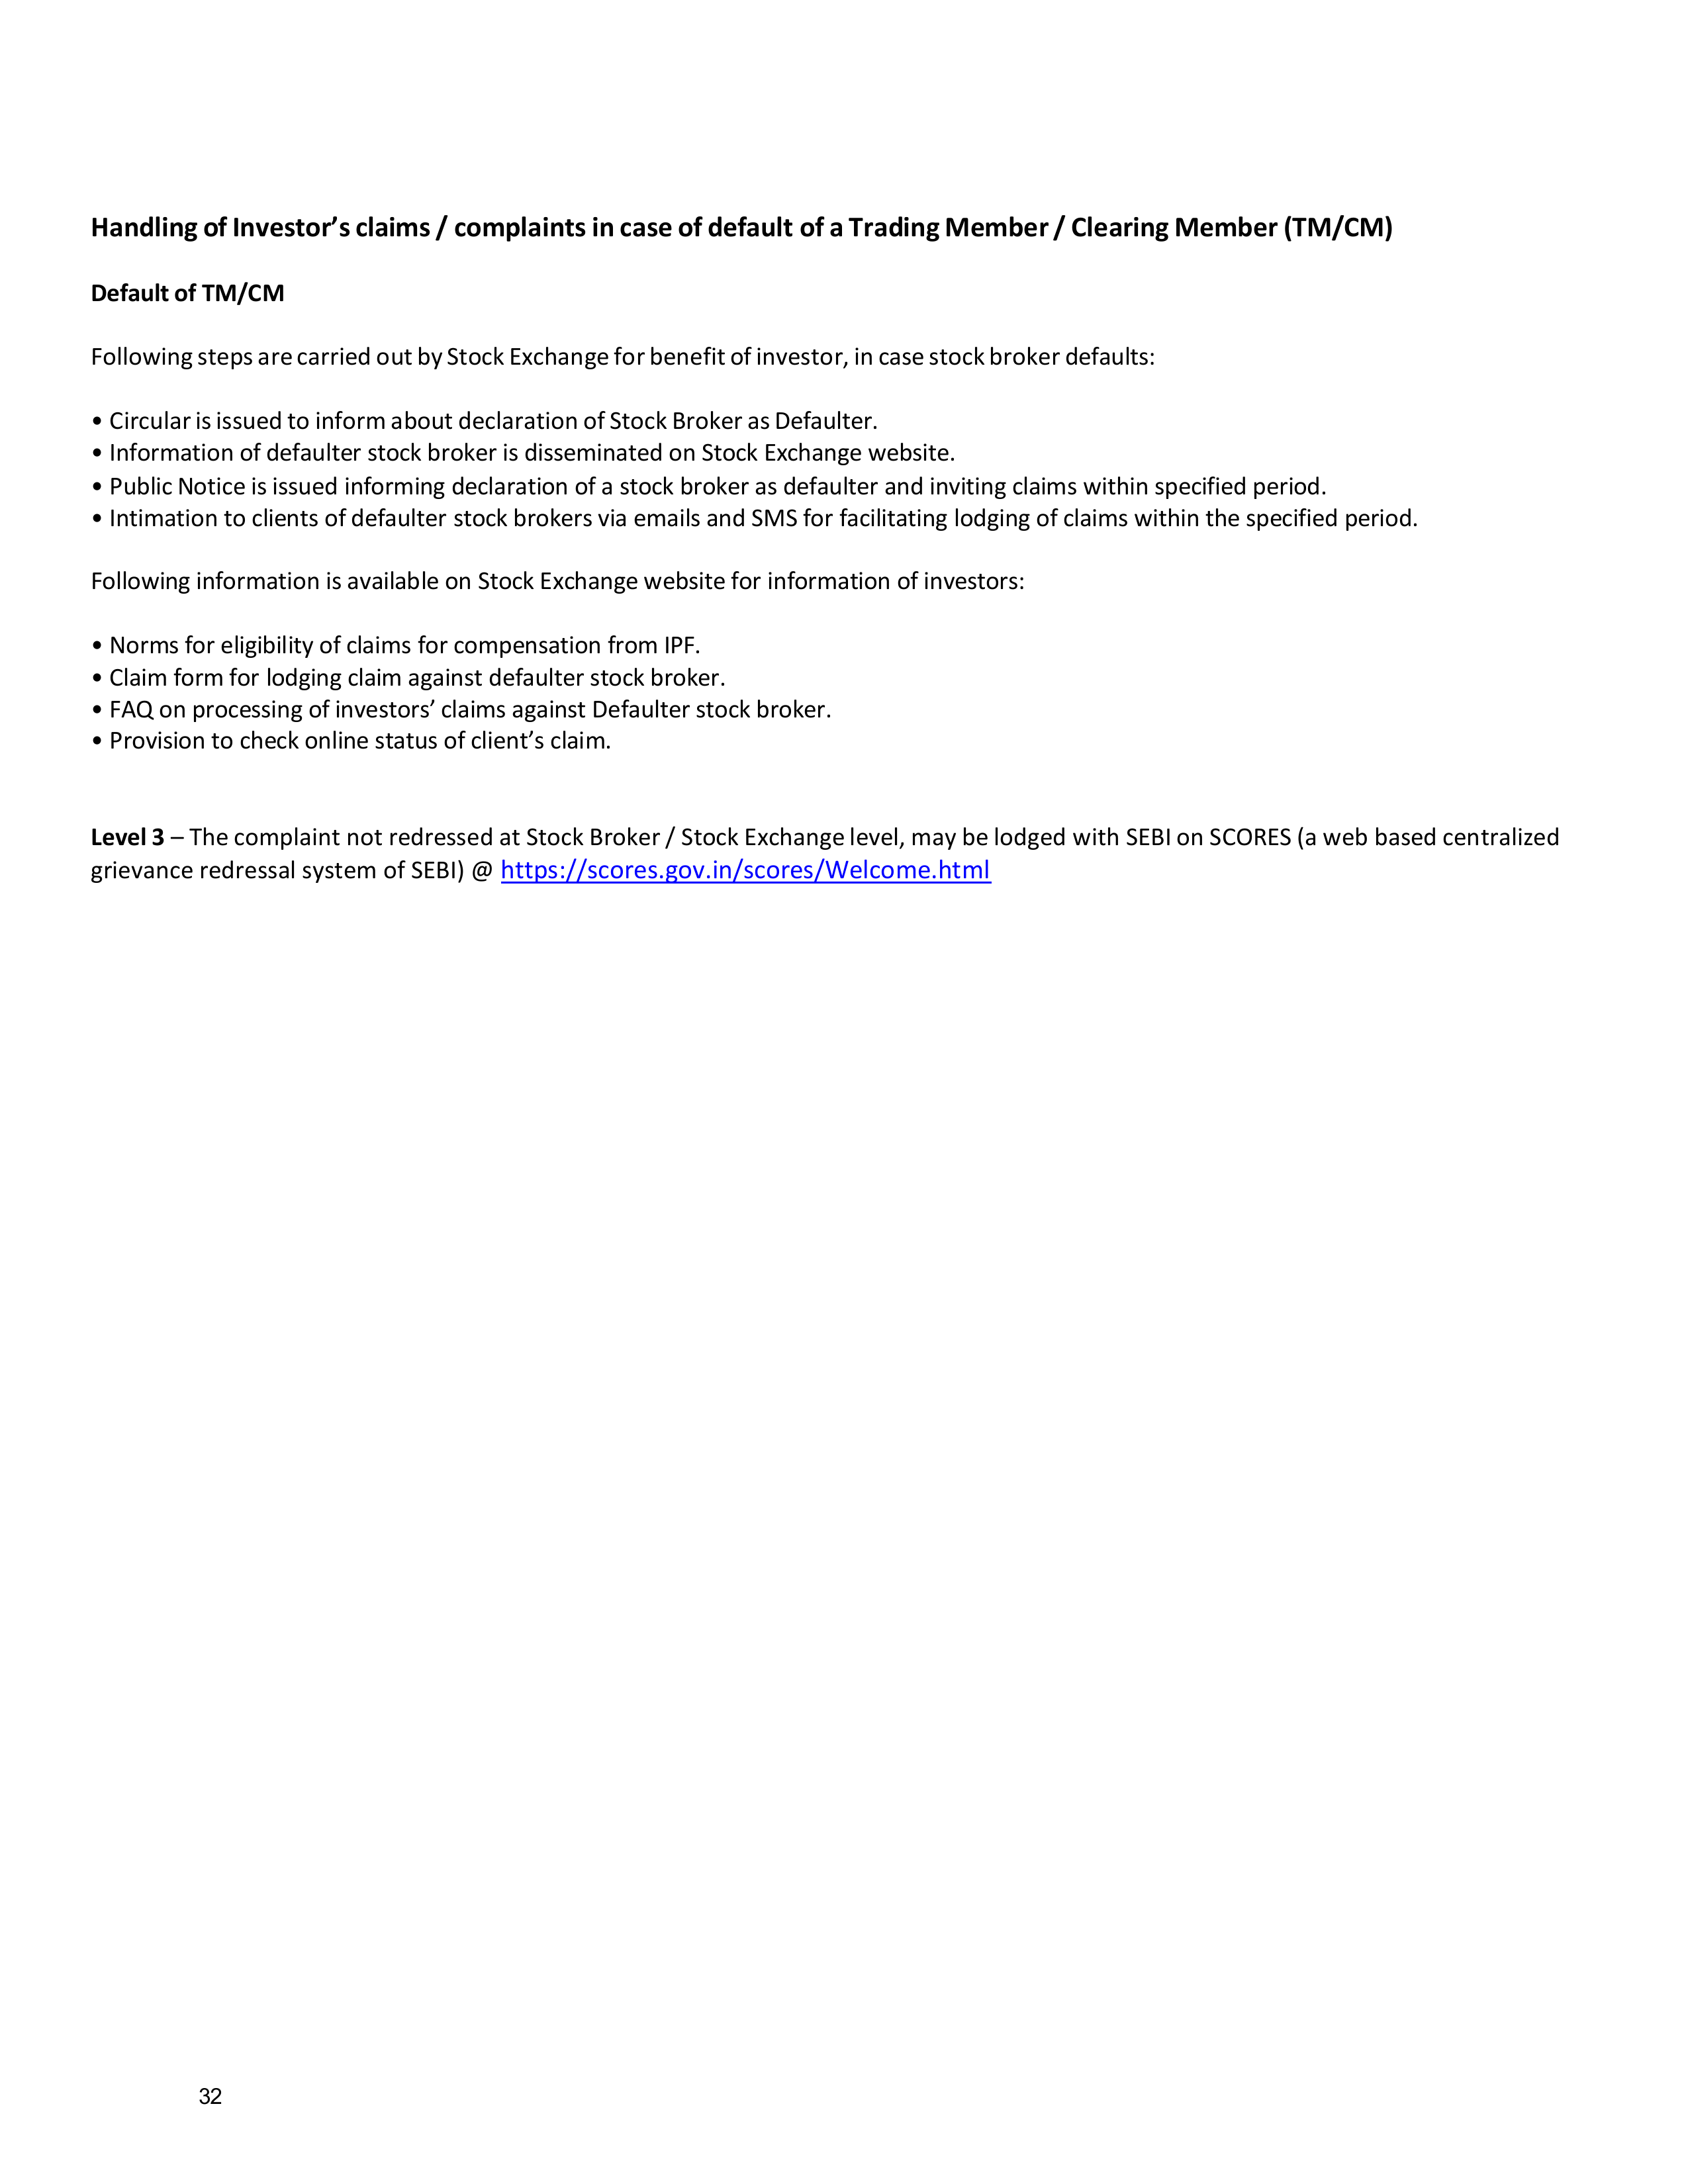 Handling of Investor’s claims / complaints in case of default of a Trading Member / Clearing Member (TM/CM)
Default of TM/CM
Following steps are carried out by Stock Exchange for benefit of investor, in case stock broker defaults:
• Circular is issued to inform about declaration of Stock Broker as Defaulter.
• Information of defaulter stock broker is disseminated on Stock Exchange website.
• Public Notice is issued informing declaration of a stock broker as defaulter and inviting claims within specified period.
• Intimation to clients of defaulter stock brokers via emails and SMS for facilitating lodging of claims within the specified period.
Following information is available on Stock Exchange website for information of investors:
• Norms for eligibility of claims for compensation from IPF.
• Claim form for lodging claim against defaulter stock broker.
• FAQ on processing of investors’ claims against Defaulter stock broker.
• Provision to check online status of client’s claim.
Level 3 – The complaint not redressed at Stock Broker / Stock Exchange level, may be lodged with SEBI on SCORES (a web based centralized
grievance redressal system of SEBI) @ https://scores.gov.in/scores/Welcome.html
32